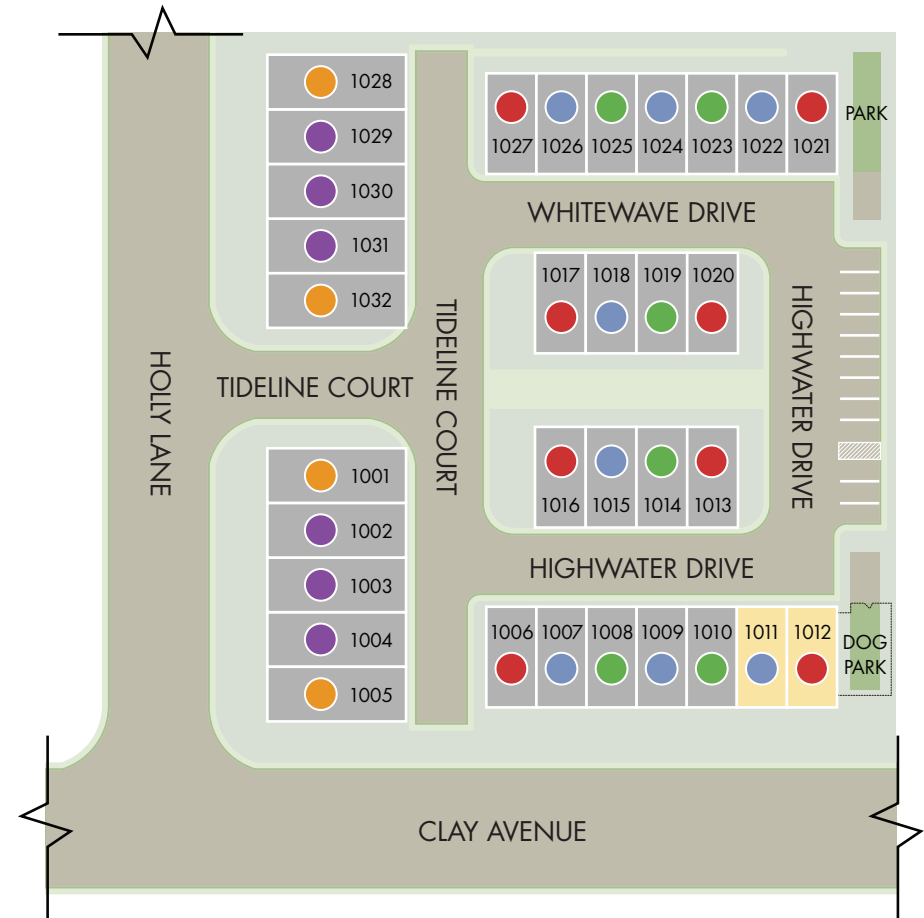 1028
1029
1030
1031
1032
1027 1026 1025 1024 1023 1022 1021
PARK
WHITEWAVE DRIVE
1017 1018 1019 1020
HOLLY LANE
TIDELINE COURT
TIDELINE COURT
HIGHWATER DRIVE
1001
1002
1003
1004
1005
1016 1015 1014 1013
HIGHWATER DRIVE
1006 1007 1008 1009 1010 1011 1012
DOG
PARK
CLAY AVENUE